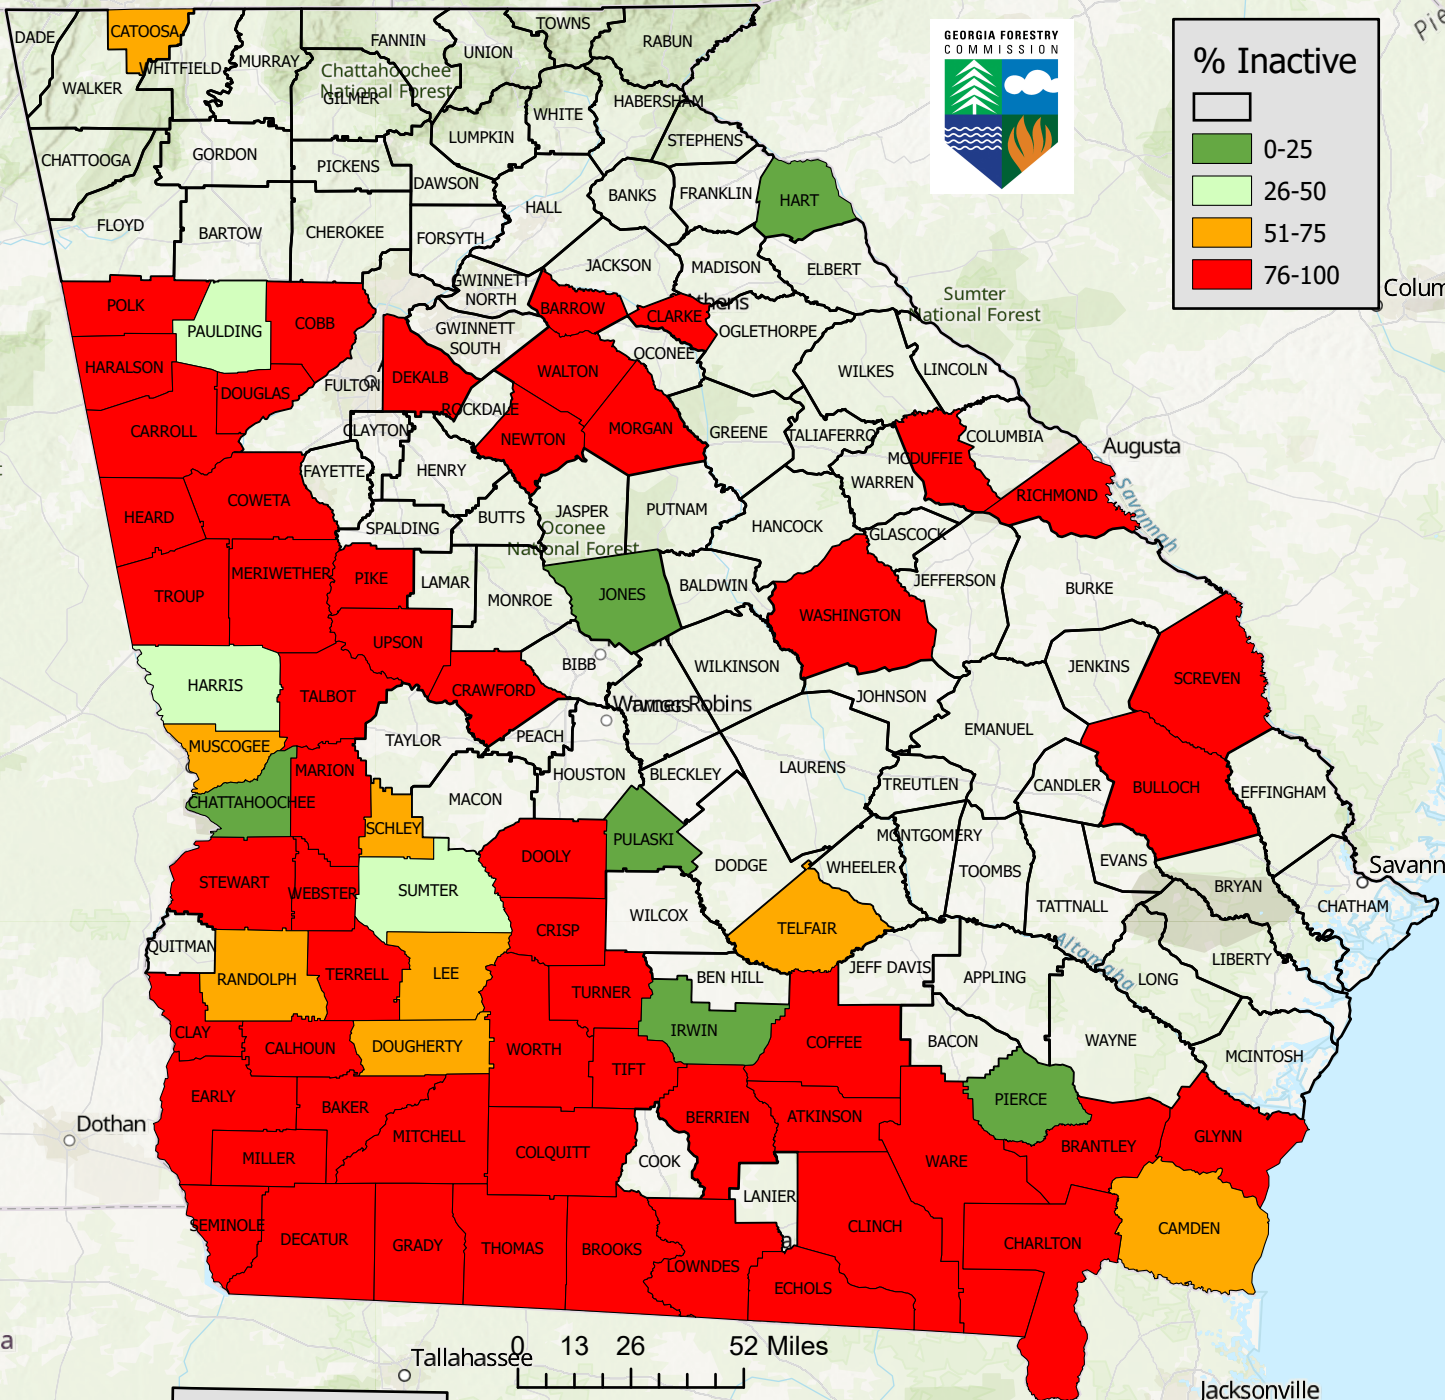 DADE
CATOOSA
WHITFIELD
MURRAY
FANNIN
UNION
TOWNS
RABUN
WALKER
Chattahoochee
National Forest
GILMER
WHITE
HABERSHAM
LUMPKIN
STEPHENS
CHATTOOGA
GORDON
PICKENS
DAWSON
HALL
BANKS
FRANKLIN
HART
FLOYD
BARTOW
CHEROKEE
FORSYTH
GWINNETT
NORTH
JACKSON
MADISON
ELBERT
Sumter
National Forest
POLK
PAULDING
COBB
GWINNETT
SOUTH
BARROW
CLARKE
thens
OGLETHORPE
OCONEE
HARALSON
DOUGLAS
FULTON
DEKALB
WALTON
WILKES
LINCOLN
CARROLL
CLAYTON
ROCKDALE
NEWTON
MORGAN
GREENE
TALIAFERRO
COLUMBIA
Augusta
FAYETTE
HENRY
MCDUFFIE
WARREN
RICHMOND
Savannah
HEARD
COWETA
SPALDING
BUTTS
JASPER
PUTNAM
HANCOCK
GLASCOCK
Oconee
National Forest
TROUP
MERIWETHER
PIKE
LAMAR
MONROE
JONES
BALDWIN
WASHINGTON
JEFFERSON
BURKE
UPSON
BIBB
WILKINSON
JENKINS
SCREVEN
HARRIS
TALBOT
CRAWFORD
Warner Robins
TWIGGS
JOHNSON
EMANUEL
MUSCOGEE
TAYLOR
PEACH
MARION
HOUSTON
BLECKLEY
LAURENS
TREUTLEN
CANDLER
BULLOCH
EFFINGHAM
CHATTAHOOCHEE
MACON
SCHLEY
PULASKI
DODGE
WHEELER
MONTGOMERY
TOOMBS
EVANS
BRYAN
Savann
STEWART
WEBSTER
SUMTER
DOOLY
CRISP
WILCOX
TELFAIR
TATTNALL
CHATHAM
QUITMAN
RANDOLPH
TERRELL
LEE
TURNER
BEN HILL
JEFF DAVIS
APPLING
Altamaha
LONG
LIBERTY
CLAY
CALHOUN
DOUGHERTY
WORTH
TIFT
IRWIN
COFFEE
BACON
WAYNE
MCINTOSH
EARLY
BAKER
MITCHELL
COLQUITT
BERRIEN
ATKINSON
PIERCE
BRANTLEY
GLYNN
Dothan
MILLER
COOK
LANIER
WARE
SEMINOLE
DECATUR
GRADY
THOMAS
BROOKS
LOWNDES
a
ECHOLS
CLINCH
CHARLTON
CAMDEN
a
Tallahassee
Jacksonville
0 13 26 52 Miles
GEORGIA FORESTRY
COMMISSION
% Inactive
0-25
26-50
51-75
76-100
Pie
Colum